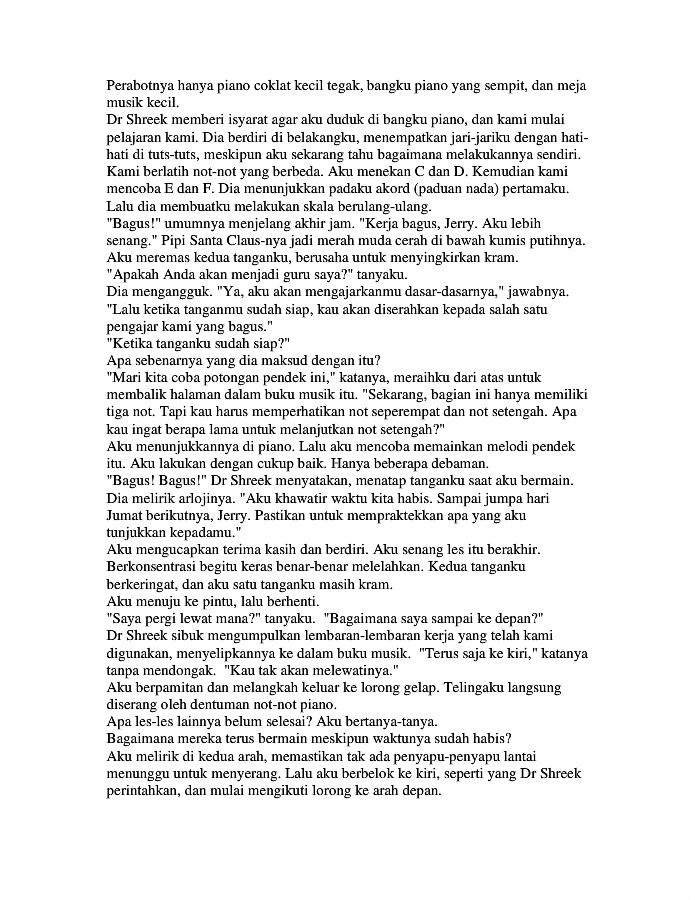 Perabotnya hanya piano coklat kecil tegak, bangku piano yang sempit, dan meja
musik kecil.
Dr Shreek memberi isyarat agar aku duduk di bangku piano, dan kami mulai
pelajaran kami. Dia berdiri di belakangku, menempatkan jari-jariku dengan hati-
hati di tuts-tuts, meskipun aku sekarang tahu bagaimana melakukannya sendiri.
Kami berlatih not-not yang berbeda. Aku menekan C dan D. Kemudian kami
mencoba E dan F. Dia menunjukkan padaku akord (paduan nada) pertamaku.
Lalu dia membuatku melakukan skala berulang-ulang.
"Bagus!" umumnya menjelang akhir jam. "Kerja bagus, Jerry. Aku lebih
senang." Pipi Santa Claus-nya jadi merah muda cerah di bawah kumis putihnya.
Aku meremas kedua tanganku, berusaha untuk menyingkirkan kram.
"Apakah Anda akan menjadi guru saya?" tanyaku.
Dia mengangguk. "Ya, aku akan mengajarkanmu dasar-dasarnya," jawabnya.
"Lalu ketika tanganmu sudah siap, kau akan diserahkan kepada salah satu
pengajar kami yang bagus."
"Ketika tanganku sudah siap?"
Apa sebenarnya yang dia maksud dengan itu?
"Mari kita coba potongan pendek ini," katanya, meraihku dari atas untuk
membalik halaman dalam buku musik itu. "Sekarang, bagian ini hanya memiliki
tiga not. Tapi kau harus memperhatikan not seperempat dan not setengah. Apa
kau ingat berapa lama untuk melanjutkan not setengah?"
Aku menunjukkannya di piano. Lalu aku mencoba memainkan melodi pendek
itu. Aku lakukan dengan cukup baik. Hanya beberapa debaman.
"Bagus! Bagus!" Dr Shreek menyatakan, menatap tanganku saat aku bermain.
Dia melirik arlojinya. "Aku khawatir waktu kita habis. Sampai jumpa hari
Jumat berikutnya, Jerry. Pastikan untuk mempraktekkan apa yang aku
tunjukkan kepadamu."
Aku mengucapkan terima kasih dan berdiri. Aku senang les itu berakhir.
Berkonsentrasi begitu keras benar-benar melelahkan. Kedua tanganku
berkeringat, dan aku satu tanganku masih kram.
Aku menuju ke pintu, lalu berhenti.
"Saya pergi lewat mana?" tanyaku.  "Bagaimana saya sampai ke depan?"
Dr Shreek sibuk mengumpulkan lembaran-lembaran kerja yang telah kami
digunakan, menyelipkannya ke dalam buku musik.  "Terus saja ke kiri," katanya
tanpa mendongak.  "Kau tak akan melewatinya."
Aku berpamitan dan melangkah keluar ke lorong gelap. Telingaku langsung
diserang oleh dentuman not-not piano.
Apa les-les lainnya belum selesai? Aku bertanya-tanya.
Bagaimana mereka terus bermain meskipun waktunya sudah habis?
Aku melirik di kedua arah, memastikan tak ada penyapu-penyapu lantai
menunggu untuk menyerang. Lalu aku berbelok ke kiri, seperti yang Dr Shreek
perintahkan, dan mulai mengikuti lorong ke arah depan.